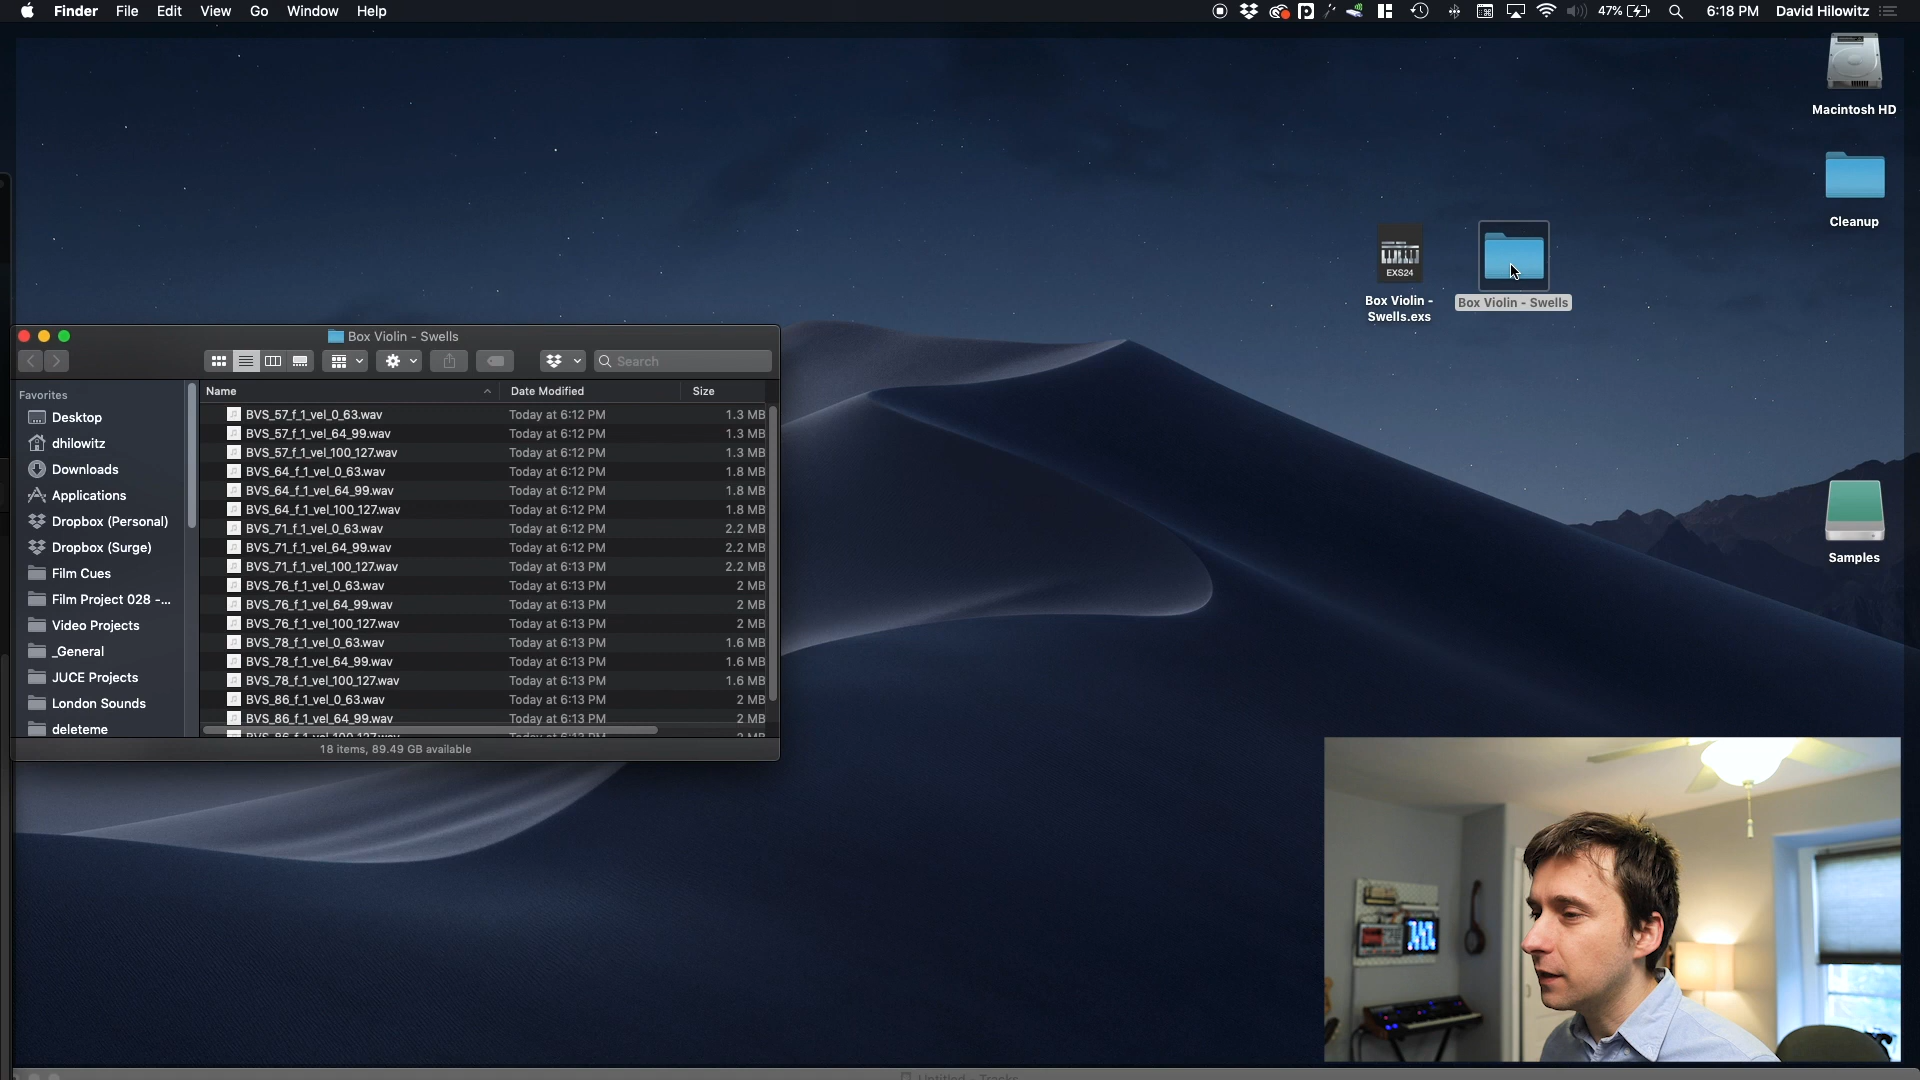 Finder File Edit View Go Window Help
47% 6:18 PM David Hilowitz
Macintosh HD
Cleanup
EXS24
Box Violin -
Swells.exs
Box Violin - Swells
Samples
Box Violin - Swells
Search
Name Date Modified Size
Favorites
Desktop
dhilowitz
Downloads
Applications
Dropbox (Personal)
Dropbox (Surge)
Film Cues
Film Project 028 -...
Video Projects
_General
JUCE Projects
London Sounds
deleteme
BVS_57_f_1_vel_0_63.wav Today at 6:12 PM 1.3 MB
BVS_57_f_1_vel_64_99.wav Today at 6:12 PM 1.3 MB
BVS_57_f_1_vel_100_127.wav Today at 6:12 PM 1.3 MB
BVS_64_f_1_vel_0_63.wav Today at 6:12 PM 1.8 MB
BVS_64_f_1_vel_64_99.wav Today at 6:12 PM 1.8 MB
BVS_64_f_1_vel_100_127.wav Today at 6:12 PM 1.8 MB
BVS_71_f_1_vel_0_63.wav Today at 6:12 PM 2.2 MB
BVS_71_f_1_vel_64_99.wav Today at 6:12 PM 2.2 MB
BVS_71_f_1_vel_100_127.wav Today at 6:13 PM 2.2 MB
BVS_76_f_1_vel_0_63.wav Today at 6:13 PM 2 MB
BVS_76_f_1_vel_64_99.wav Today at 6:13 PM 2 MB
BVS_76_f_1_vel_100_127.wav Today at 6:13 PM 2 MB
BVS_78_f_1_vel_0_63.wav Today at 6:13 PM 1.6 MB
BVS_78_f_1_vel_64_99.wav Today at 6:13 PM 1.6 MB
BVS_78_f_1_vel_100_127.wav Today at 6:13 PM 1.6 MB
BVS_86_f_1_vel_0_63.wav Today at 6:13 PM 2 MB
BVS_86_f_1_vel_64_99.wav Today at 6:13 PM 2 MB
BVS_86_f_1_vel_100_127.wav Today at 6:13 PM 2 MB
18 items, 89.49 GB available
Untitled - Tracks